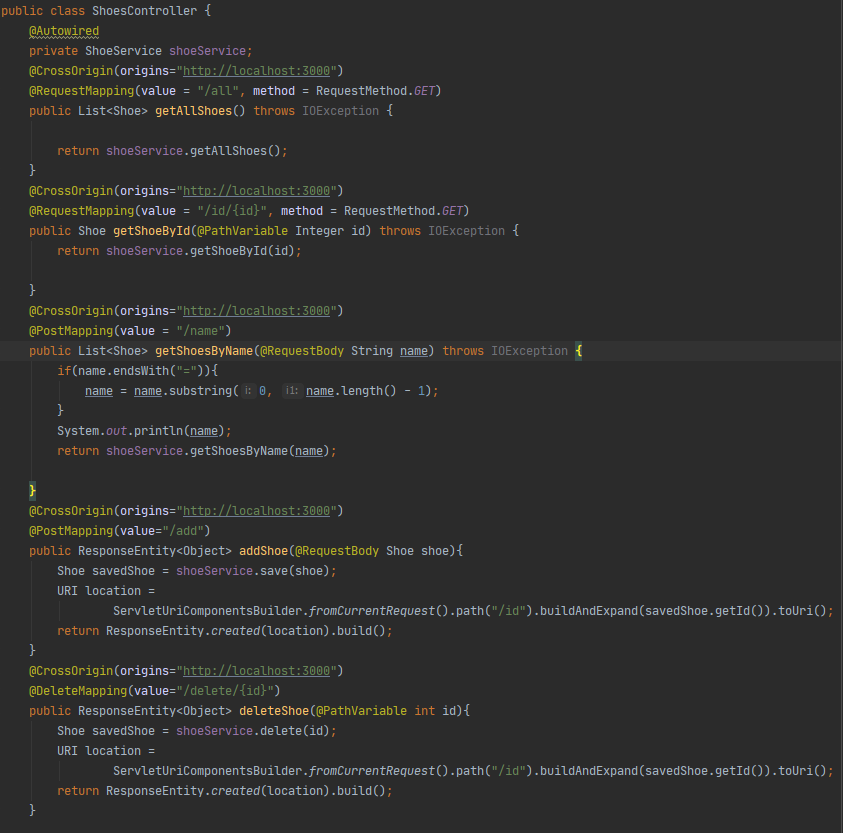 public class ShoesController {
@Autowired
private ShoeService shoeService;
@CrossOrigin(origins="http://localhost:3000")
@RequestMapping(value = "/all", method = RequestMethod.GET)
public List<Shoe> getAllShoes() throws IOException {
return shoeService.getAllShoes();
}
@CrossOrigin(origins="http://localhost:3000")
@RequestMapping(value = "/id/{id}", method = RequestMethod.GET)
public Shoe getShoeById(@PathVariable Integer id) throws IOException {
return shoeService.getShoeById(id);
}
@CrossOrigin(origins="http://localhost:3000")
@PostMapping(value = "/name")
public List<Shoe> getShoesByName(@RequestBody String name) throws IOException {
if(name.endsWith("=")){
name = name.substring( i: 0, i1: name.length() - 1);
}
System.out.println(name);
return shoeService.getShoesByName(name);
}
@CrossOrigin(origins="http://localhost:3000")
@PostMapping(value="/add")
public ResponseEntity<Object> addShoe(@RequestBody Shoe shoe){
Shoe savedShoe = shoeService.save(shoe);
URI location =
ServletUriComponentsBuilder.fromCurrentRequest().path("/id").buildAndExpand(savedShoe.getId()).toUri();
return ResponseEntity.created(location).build();
}
@CrossOrigin(origins="http://localhost:3000")
@DeleteMapping(value="/delete/{id}")
public ResponseEntity<Object> deleteShoe(@PathVariable int id){
Shoe savedShoe = shoeService.delete(id);
URI location =
ServletUriComponentsBuilder.fromCurrentRequest().path("/id").buildAndExpand(savedShoe.getId()).toUri();
return ResponseEntity.created(location).build();
}